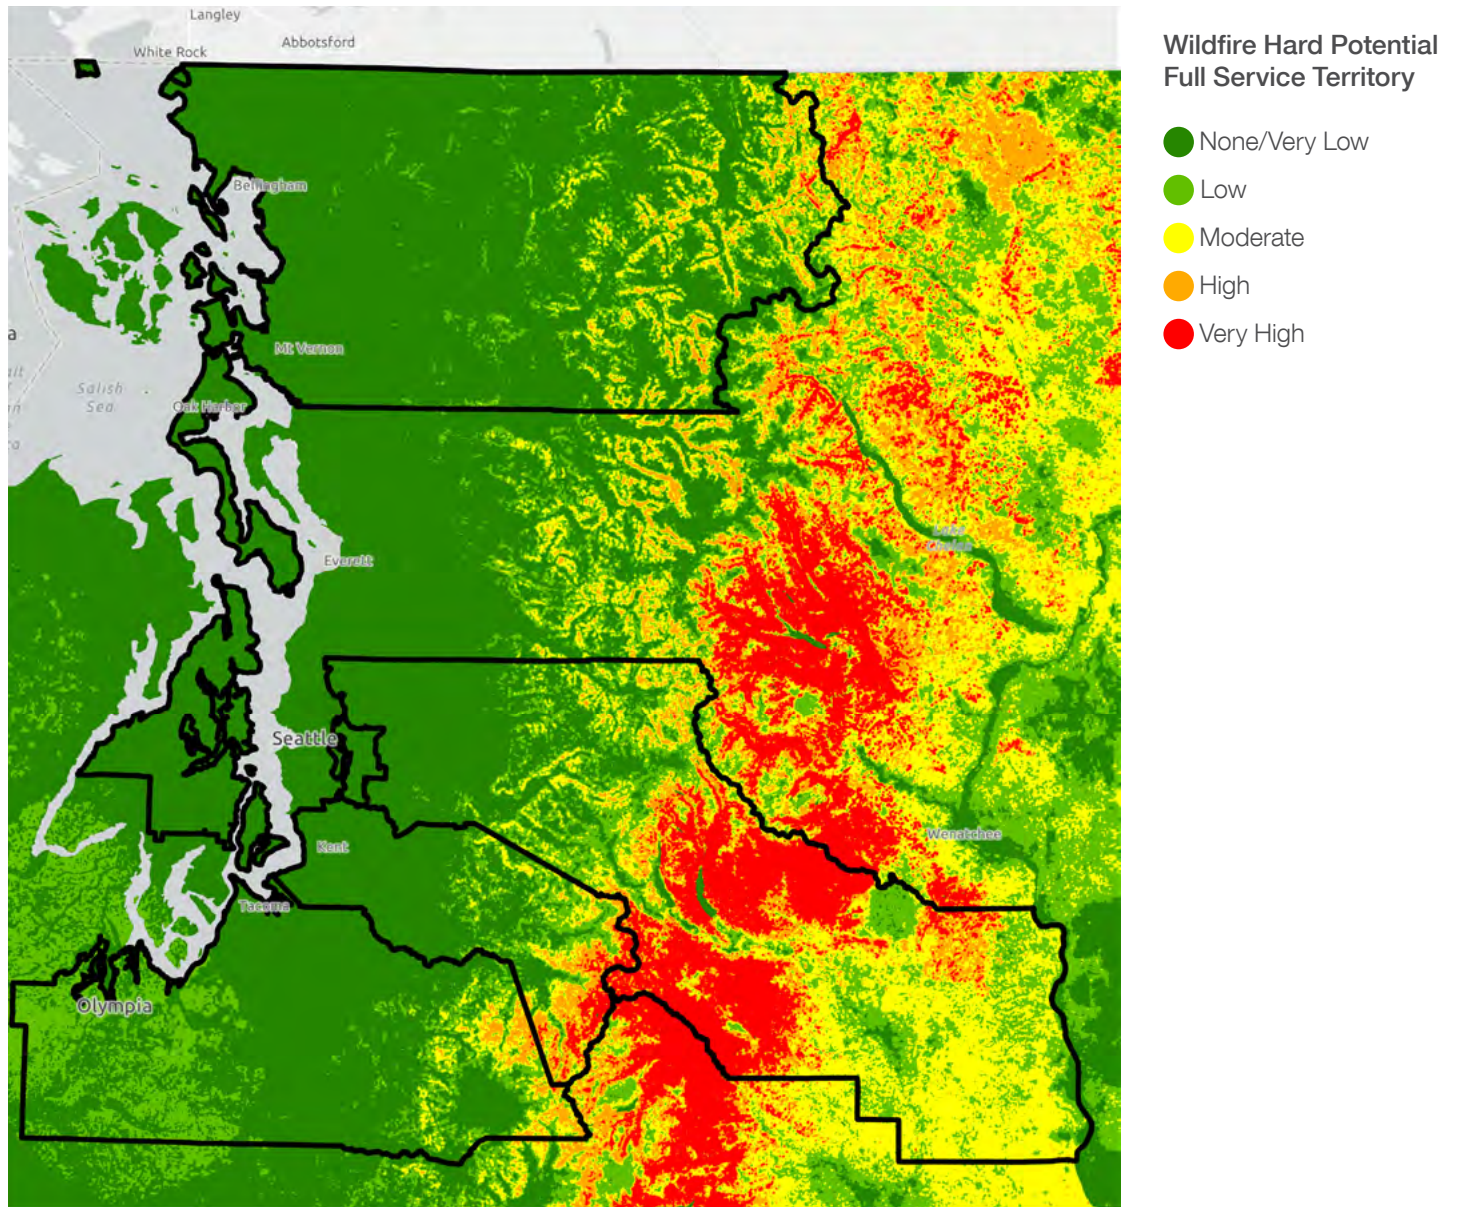 Langley
Abbotsford
White Rock
Wildfire Hard Potential
Full Service Territory
None/Very Low
Low
Moderate
High
Very High
Bellingham
Mt Vernon
Salish
Sea
Oak Harbor
Lake
Chelan
Everett
Seattle
Wenatchee
Kent
Tacoma
Olympia